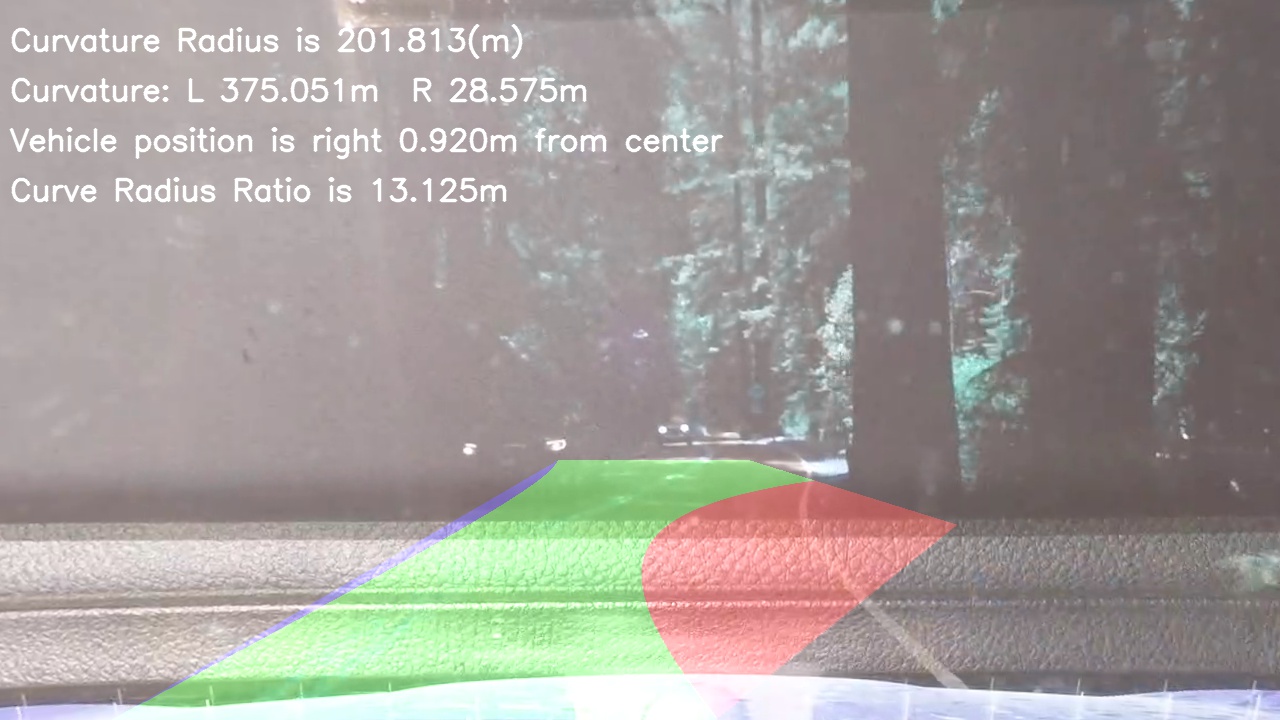 Curvature Radius is 201.813(m)
Curvature: L 375.051m R 28.575m
Vehicle position is right 0.920m from center
Curve Radius Ratio is 13.125m